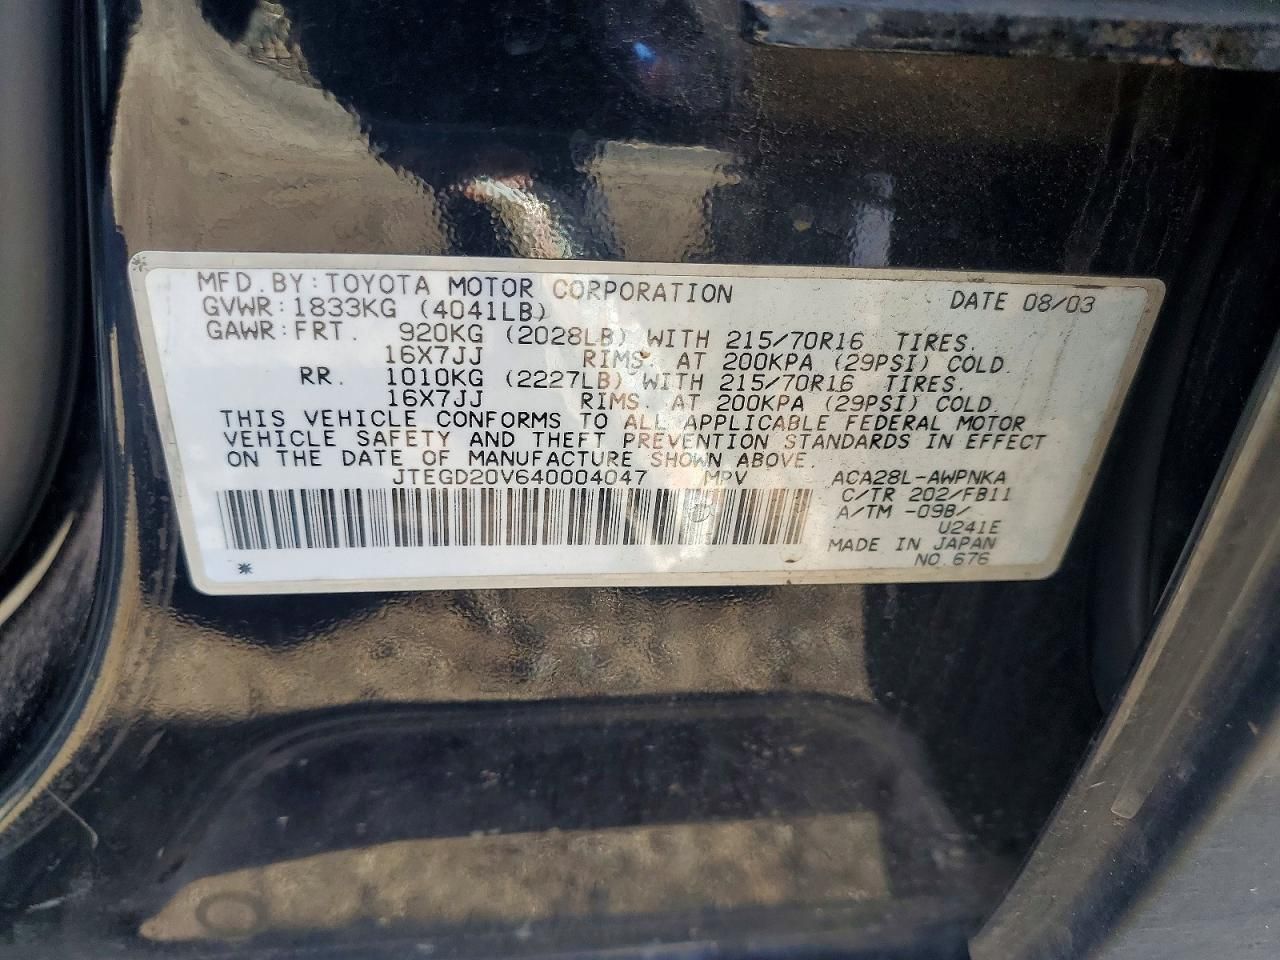 MFD. BY: TOYOTA MOTOR CORPORATION DATE 08/03
GVWR: 1833KG (4041LB)
GAWR: FRT. 920KG (2028LB) WITH 215/70R16 TIRES.
16X7JJ RIMS. AT 200KPA (29PSI) COLD.
RR. 1010KG (2227LB) WITH 215/70R16 TIRES.
16X7JJ RIMS. AT 200KPA (29PSI) COLD.
THIS VEHICLE CONFORMS TO ALL APPLICABLE FEDERAL MOTOR
VEHICLE SAFETY AND THEFT PREVENTION STANDARDS IN EFFECT
ON THE DATE OF MANUFACTURE SHOWN ABOVE.
JTEGD20V640004047 MPV ACA28L-AWPNKA
C/TR 202/FB11
A/TM -09B/
U241E
MADE IN JAPAN
NO.676